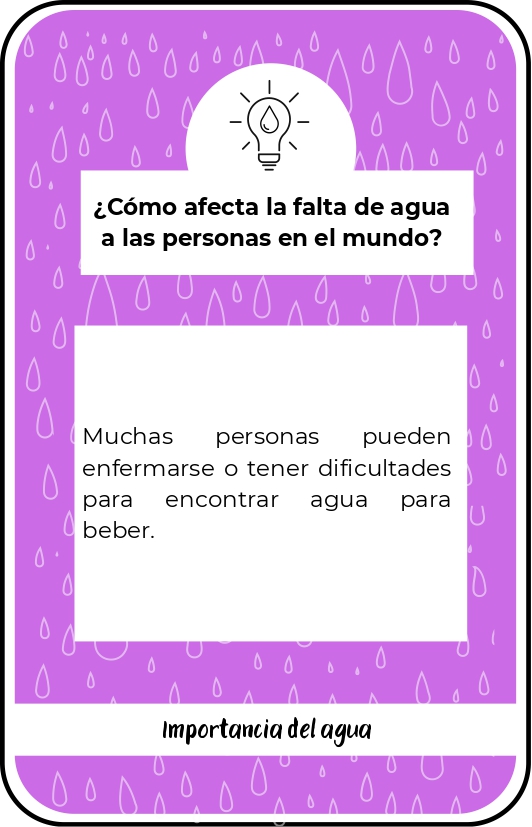 ¿Cómo afecta la falta de agua
a las personas en el mundo?
Muchas personas pueden
enfermarse o tener dificultades
para encontrar agua para
beber.
Importancia del agua